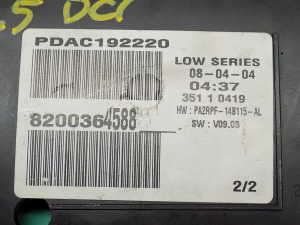 .5 DCI
PDAC192220
LOW SERIES
08-04-04
04:37
351 1 0419
HW : PA2RPF-14B115-AL
SW : V09.03
8200364588
2/2